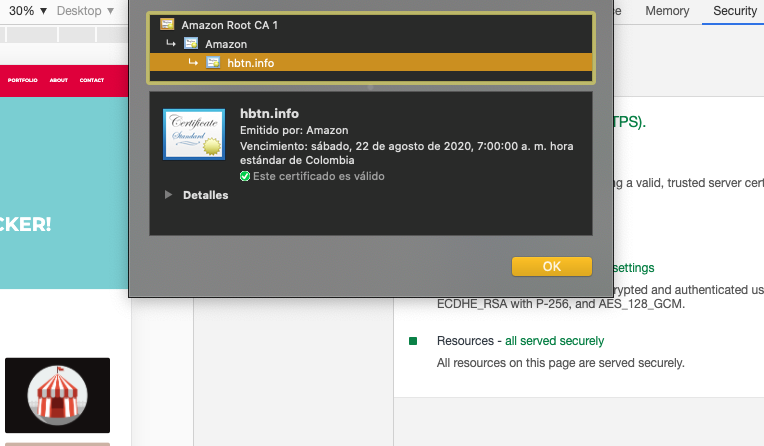 30% Desktop
Memory Security
PORTFOLIO ABOUT CONTACT
CKER!
Amazon Root CA 1
Amazon
hbtn.info
Certificate
Standard
hbtn.info
Emitido por: Amazon
Vencimiento: sábado, 22 de agosto de 2020, 7:00:00 a. m. hora
estándar de Colombia
Este certificado es válido
Detalles
OK
TPS).
ng a valid, trusted server cert
settings
rypted and authenticated us
ECDHE_RSA with P-256, and AES_128_GCM.
Resources - all served securely
All resources on this page are served securely.